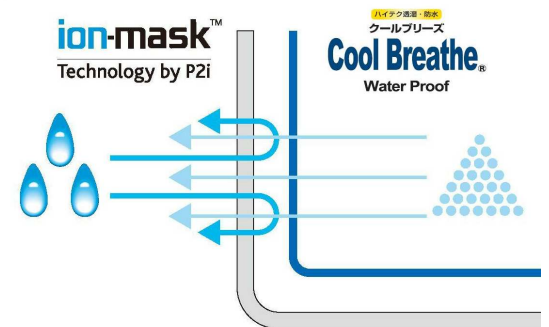 ion-mask™
Technology by P2i
ハイテク透湿・防水
クールブリーズ
Cool Breathe®
Water Proof